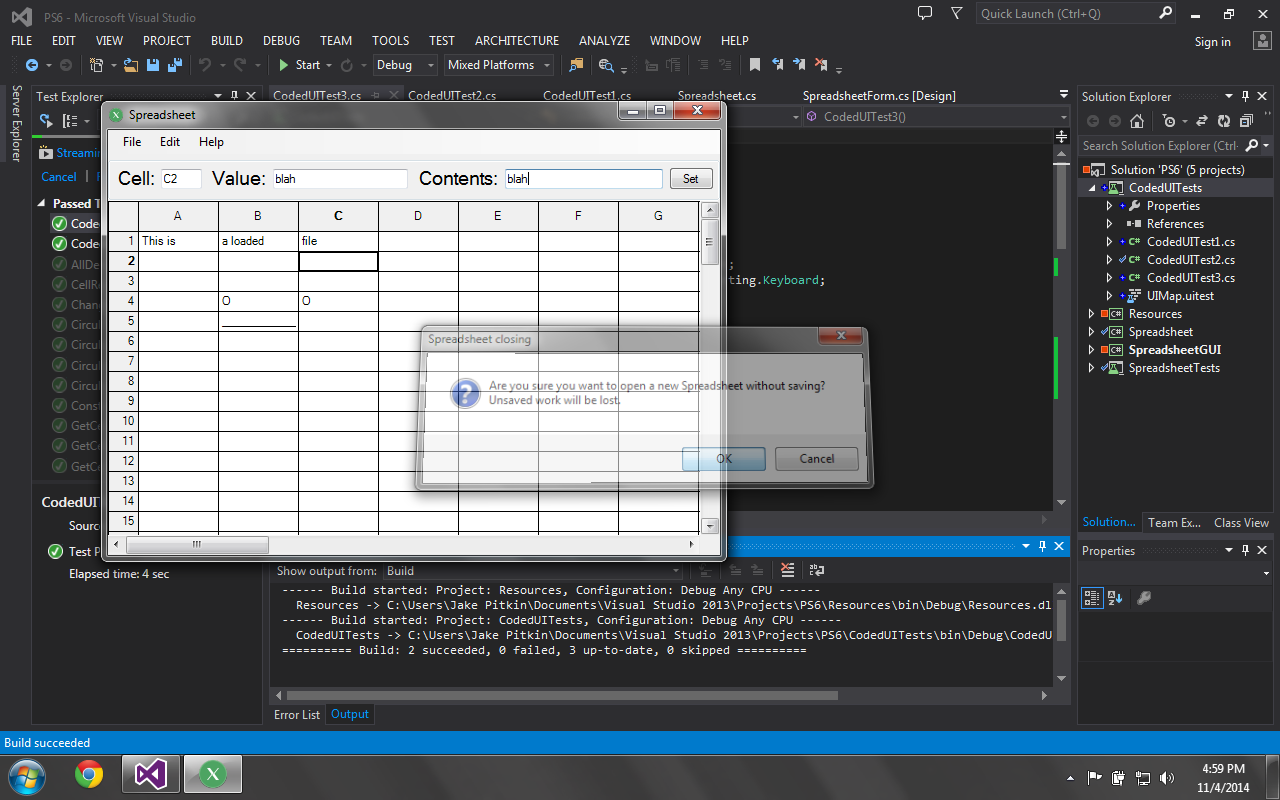 PS6 - Microsoft Visual Studio
Quick Launch (Ctrl+Q)
FILE EDIT VIEW PROJECT BUILD DEBUG TEAM TOOLS TEST ARCHITECTURE ANALYZE WINDOW HELP
Sign in
Start Debug Mixed Platforms
Server Explorer
Test Explorer
Streamin
Cancel
Passed T
Code
Code
AllDe
CellRe
Chang
Circul
Circul
Circul
Circul
Const
GetCe
GetCe
GetCe
CodedUI
Sourc
Test P
Elapsed time: 4 sec
CodedUITest3.cs CodedUITest2.cs CodedUITest1.cs Spreadsheet.cs SpreadsheetForm.cs [Design]
CodedUITest3()
;
ting.Keyboard;
Spreadsheet
File Edit Help
Cell: C2 Value: blah Contents: blah Set
A B C D E F G
1 This is a loaded file
2
3
4 O O
5 ____________
6
7
8
9
10
11
12
13
14
15
Spreadsheet closing
Are you sure you want to open a new Spreadsheet without saving?
Unsaved work will be lost.
OK Cancel
Show output from: Build
------ Build started: Project: Resources, Configuration: Debug Any CPU ------
Resources -> C:\Users\Jake Pitkin\Documents\Visual Studio 2013\Projects\PS6\Resources\bin\Debug\Resources.dl
------ Build started: Project: CodedUITests, Configuration: Debug Any CPU ------
CodedUITests -> C:\Users\Jake Pitkin\Documents\Visual Studio 2013\Projects\PS6\CodedUITests\bin\Debug\CodedU
========== Build: 2 succeeded, 0 failed, 3 up-to-date, 0 skipped ==========
Error List Output
Solution Explorer
Search Solution Explorer (Ctrl-
Solution 'PS6' (5 projects)
CodedUITests
Properties
References
CodedUITest1.cs
CodedUITest2.cs
CodedUITest3.cs
UIMap.uitest
Resources
Spreadsheet
SpreadsheetGUI
SpreadsheetTests
Solution... Team Ex... Class View
Properties
Build succeeded
4:59 PM
11/4/2014